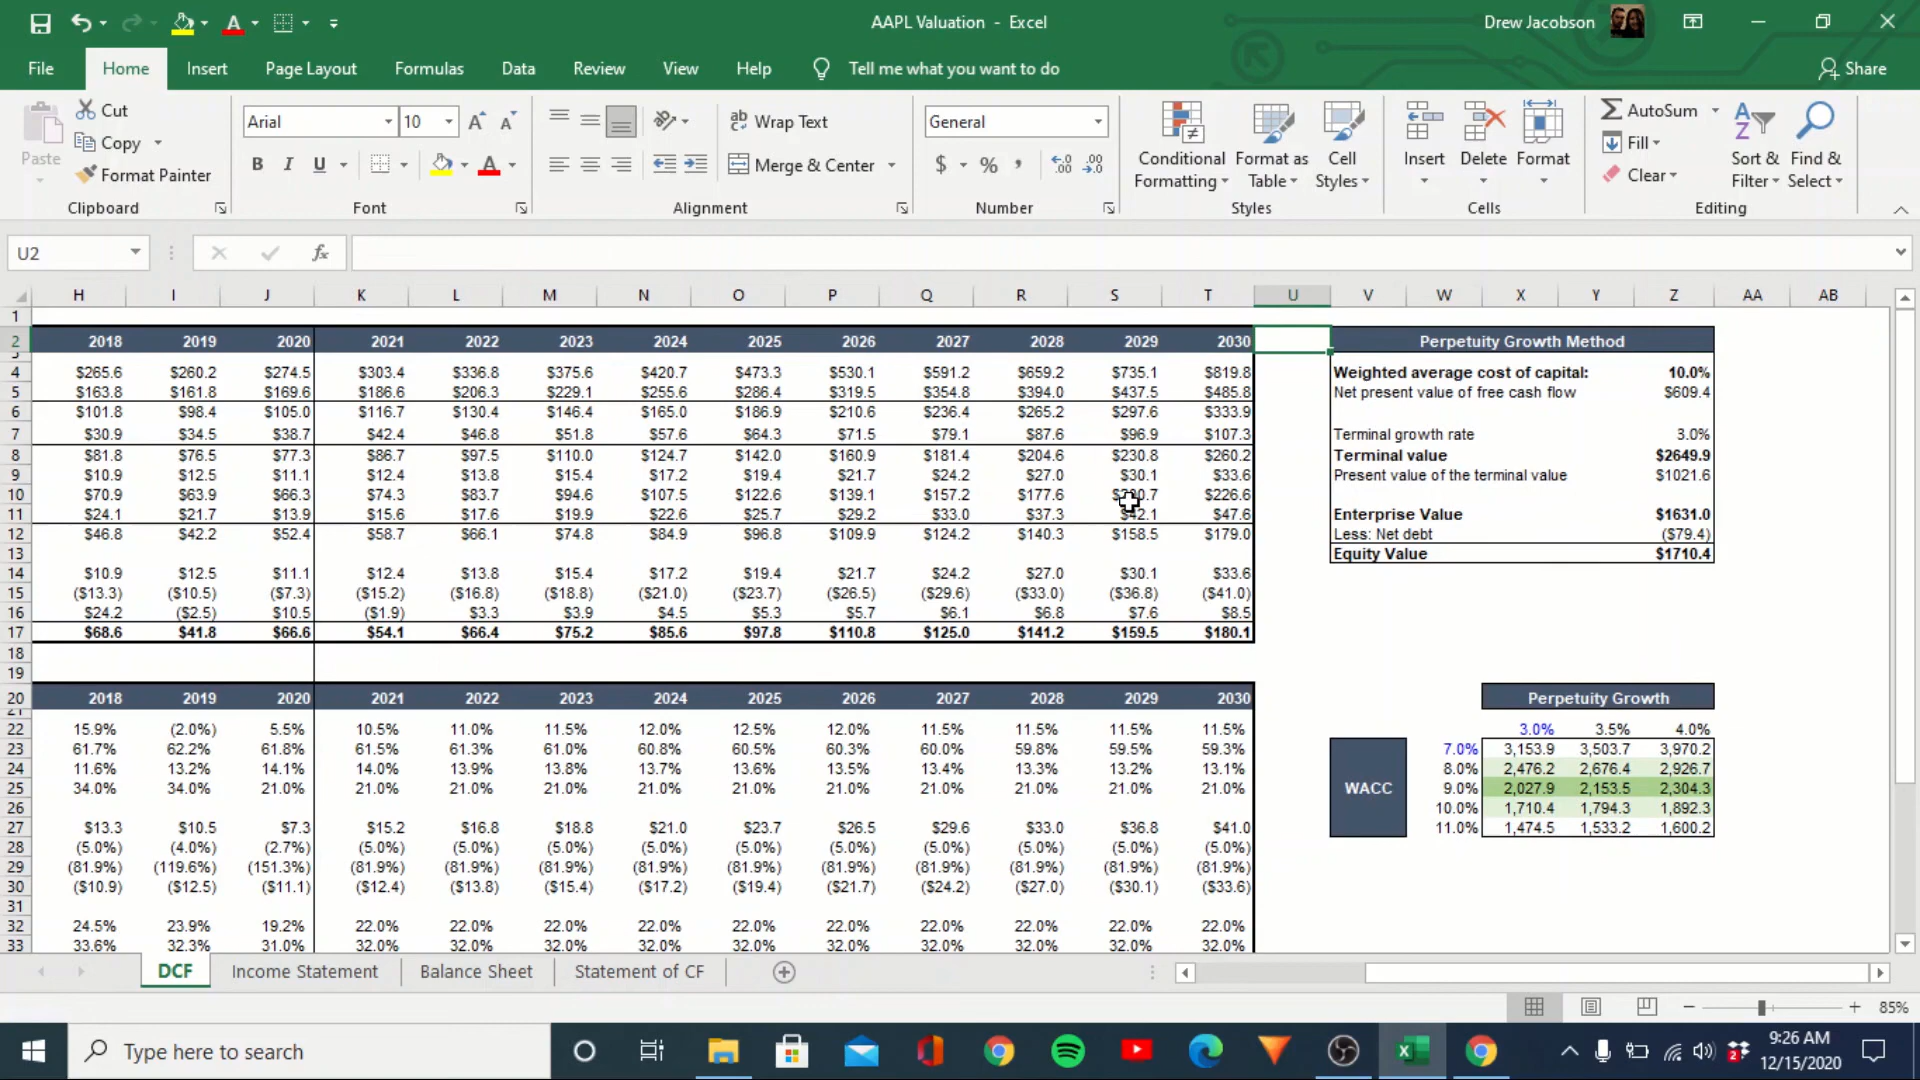 AAPL Valuation - Excel
Drew Jacobson
File Home Insert Page Layout Formulas Data Review View Help Tell me what you want to do Share
Paste
Cut
Copy
Format Painter
Clipboard
Arial 10
B I U A
Font
Wrap Text
Merge & Center
Alignment
General
$ % ,
Number
Conditional Formatting
Format as Table
Cell Styles
Styles
Insert Delete Format
Cells
AutoSum
Fill
Clear
Sort & Filter
Find & Select
Editing
U2 fx
H I J K L M N O P Q R S T U V W X Y Z AA AB
1
2 2018 2019 2020 2021 2022 2023 2024 2025 2026 2027 2028 2029 2030 Perpetuity Growth Method
4 $265.6 $260.2 $274.5 $303.4 $336.8 $375.6 $420.7 $473.3 $530.1 $591.2 $659.2 $735.1 $819.8 Weighted average cost of capital: 10.0%
5 $163.8 $161.8 $169.6 $186.6 $206.3 $229.1 $255.6 $286.4 $319.5 $354.8 $394.0 $437.5 $485.8 Net present value of free cash flow $609.4
6 $101.8 $98.4 $105.0 $116.7 $130.4 $146.4 $165.0 $186.9 $210.6 $236.4 $265.2 $297.6 $333.9
7 $30.9 $34.5 $38.7 $42.4 $46.8 $51.8 $57.6 $64.3 $71.5 $79.1 $87.6 $96.9 $107.3 Terminal growth rate 3.0%
8 $81.8 $76.5 $77.3 $86.7 $97.5 $110.0 $124.7 $142.0 $160.9 $181.4 $204.6 $230.8 $260.2 Terminal value $2649.9
9 $10.9 $12.5 $11.1 $12.4 $13.8 $15.4 $17.2 $19.4 $21.7 $24.2 $27.0 $30.1 $33.6 Present value of the terminal value $1021.6
10 $70.9 $63.9 $66.3 $74.3 $83.7 $94.6 $107.5 $122.6 $139.1 $157.2 $177.6 $226.6
11 $24.1 $21.7 $13.9 $15.6 $17.6 $19.9 $22.6 $25.7 $29.2 $33.0 $37.3 $42.1 $47.6 Enterprise Value $1631.0
12 $46.8 $42.2 $52.4 $58.7 $66.1 $74.8 $84.9 $96.8 $109.9 $124.2 $140.3 $158.5 $179.0 Less: Net debt ($79.4)
13 Equity Value $1710.4
14 $10.9 $12.5 $11.1 $12.4 $13.8 $15.4 $17.2 $19.4 $21.7 $24.2 $27.0 $30.1 $33.6
15 ($13.3) ($10.5) ($7.3) ($15.2) ($16.8) ($18.8) ($21.0) ($23.7) ($26.5) ($29.6) ($33.0) ($36.8) ($41.0)
16 $24.2 ($2.5) $10.5 ($1.9) $3.3 $3.9 $4.5 $5.3 $5.7 $6.1 $6.8 $7.6 $8.5
17 $68.6 $41.8 $66.6 $54.1 $66.4 $75.2 $85.6 $97.8 $110.8 $125.0 $141.2 $159.5 $180.1
18
19
20 2018 2019 2020 2021 2022 2023 2024 2025 2026 2027 2028 2029 2030 Perpetuity Growth
22 15.9% (2.0%) 5.5% 10.5% 11.0% 11.5% 12.0% 12.5% 12.0% 11.5% 11.5% 11.5% 11.5% 3.0% 3.5% 4.0%
23 61.7% 62.2% 61.8% 61.5% 61.3% 61.0% 60.8% 60.5% 60.3% 60.0% 59.8% 59.5% 59.3% 7.0% 3,153.9 3,503.7 3,970.2
24 11.6% 13.2% 14.1% 14.0% 13.9% 13.8% 13.7% 13.6% 13.5% 13.4% 13.3% 13.2% 13.1% 8.0% 2,476.2 2,676.4 2,926.7
25 34.0% 34.0% 21.0% 21.0% 21.0% 21.0% 21.0% 21.0% 21.0% 21.0% 21.0% 21.0% 21.0% WACC 9.0% 2,027.9 2,153.5 2,304.3
26 10.0% 1,710.4 1,794.3 1,892.3
27 $13.3 $10.5 $7.3 $15.2 $16.8 $18.8 $21.0 $23.7 $26.5 $29.6 $33.0 $36.8 $41.0 11.0% 1,474.5 1,533.2 1,600.2
28 (5.0%) (4.0%) (2.7%) (5.0%) (5.0%) (5.0%) (5.0%) (5.0%) (5.0%) (5.0%) (5.0%) (5.0%) (5.0%)
29 (81.9%) (119.6%) (151.3%) (81.9%) (81.9%) (81.9%) (81.9%) (81.9%) (81.9%) (81.9%) (81.9%) (81.9%) (81.9%)
30 ($10.9) ($12.5) ($11.1) ($12.4) ($13.8) ($15.4) ($17.2) ($19.4) ($21.7) ($24.2) ($27.0) ($30.1) ($33.6)
31
32 24.5% 23.9% 19.2% 22.0% 22.0% 22.0% 22.0% 22.0% 22.0% 22.0% 22.0% 22.0% 22.0%
33 33.6% 32.3% 31.0% 32.0% 32.0% 32.0% 32.0% 32.0% 32.0% 32.0% 32.0% 32.0% 32.0%
DCF Income Statement Balance Sheet Statement of CF
85%
Type here to search
9:26 AM
12/15/2020